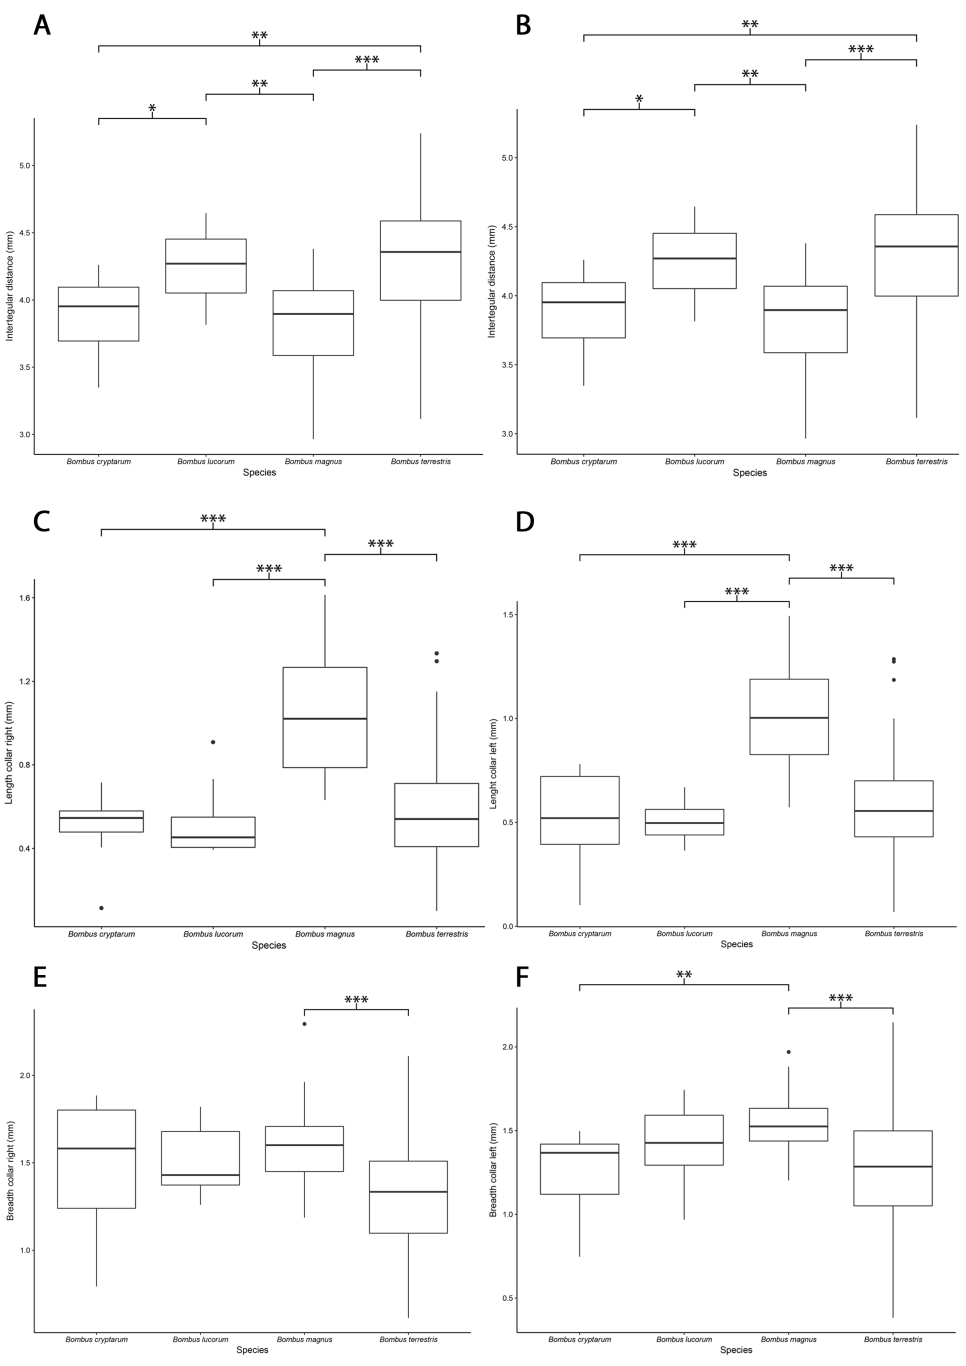 A
**
***
**
*
5.0
4.5
4.0
3.5
3.0
Intertegular distance (mm)
Bombus cryptarum Bombus lucorum Bombus magnus Bombus terrestris
Species
B
**
***
**
*
5.0
4.5
4.0
3.5
3.0
Intertegular distance (mm)
Bombus cryptarum Bombus lucorum Bombus magnus Bombus terrestris
Species
C
***
***
***
1.6
1.2
0.8
0.4
Length collar right (mm)
Bombus cryptarum Bombus lucorum Bombus magnus Bombus terrestris
Species
D
***
***
***
1.5
1.0
0.5
0.0
Lenght collar left (mm)
Bombus cryptarum Bombus lucorum Bombus magnus Bombus terrestris
Species
E
***
2.0
1.5
1.0
Breadth collar right (mm)
Bombus cryptarum Bombus lucorum Bombus magnus Bombus terrestris
Species
F
**
***
2.0
1.5
1.0
0.5
Breadth collar left (mm)
Bombus cryptarum Bombus lucorum Bombus magnus Bombus terrestris
Species